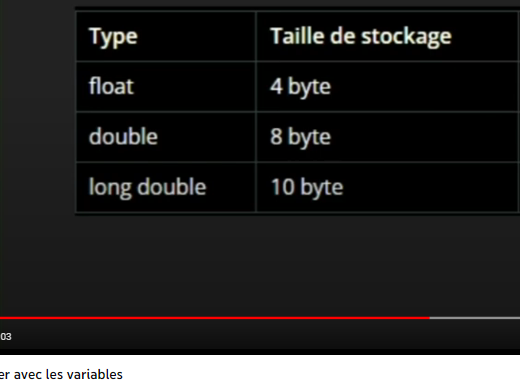 Type Taille de stockage
float 4 byte
double 8 byte
long double 10 byte
03
er avec les variables